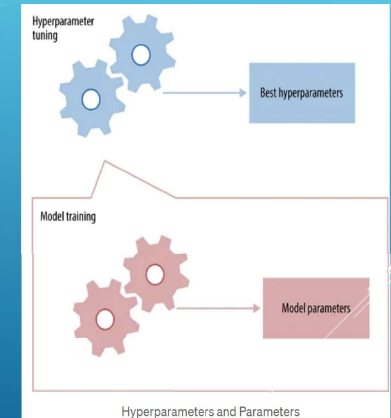 Hyperparameter
tuning
Best hyperparameters
Model training
Model parameters
Hyperparameters and Parameters